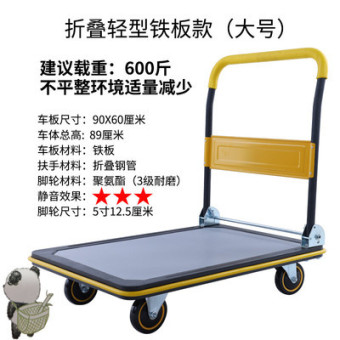 折叠轻型铁板款（大号）
建议载重：600斤
不平整环境适量减少
车板尺寸：90X60厘米
车体总高: 89厘米
车板材料：铁板
扶手材料：折叠钢管
脚轮材料：聚氨酯（3级耐磨）
静音效果：★★★
脚轮尺寸：5寸12.5厘米